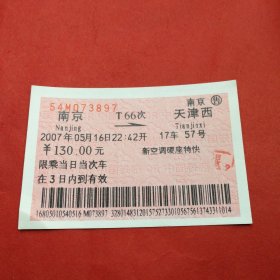 54M073897
南京 售
南京 T66次 天津西
Nanjing Tianjinxi
2007年05月16日22:42开 17车 57号
¥130.00元 新空调硬座特快
限乘当日当次车
在3日内到有效